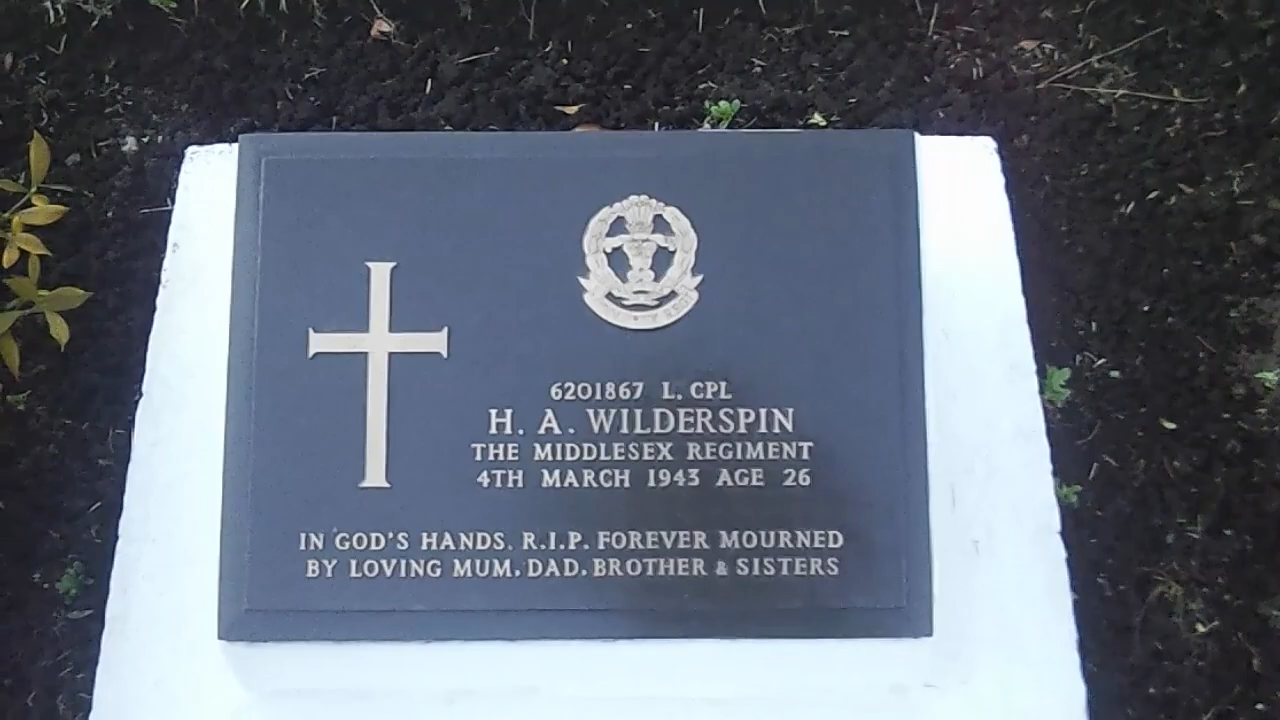 6201867 L. CPL
H. A. WILDERSPIN
THE MIDDLESEX REGIMENT
4TH MARCH 1943 AGE 26
IN GOD'S HANDS. R.I.P. FOREVER MOURNED
BY LOVING MUM, DAD, BROTHER & SISTERS